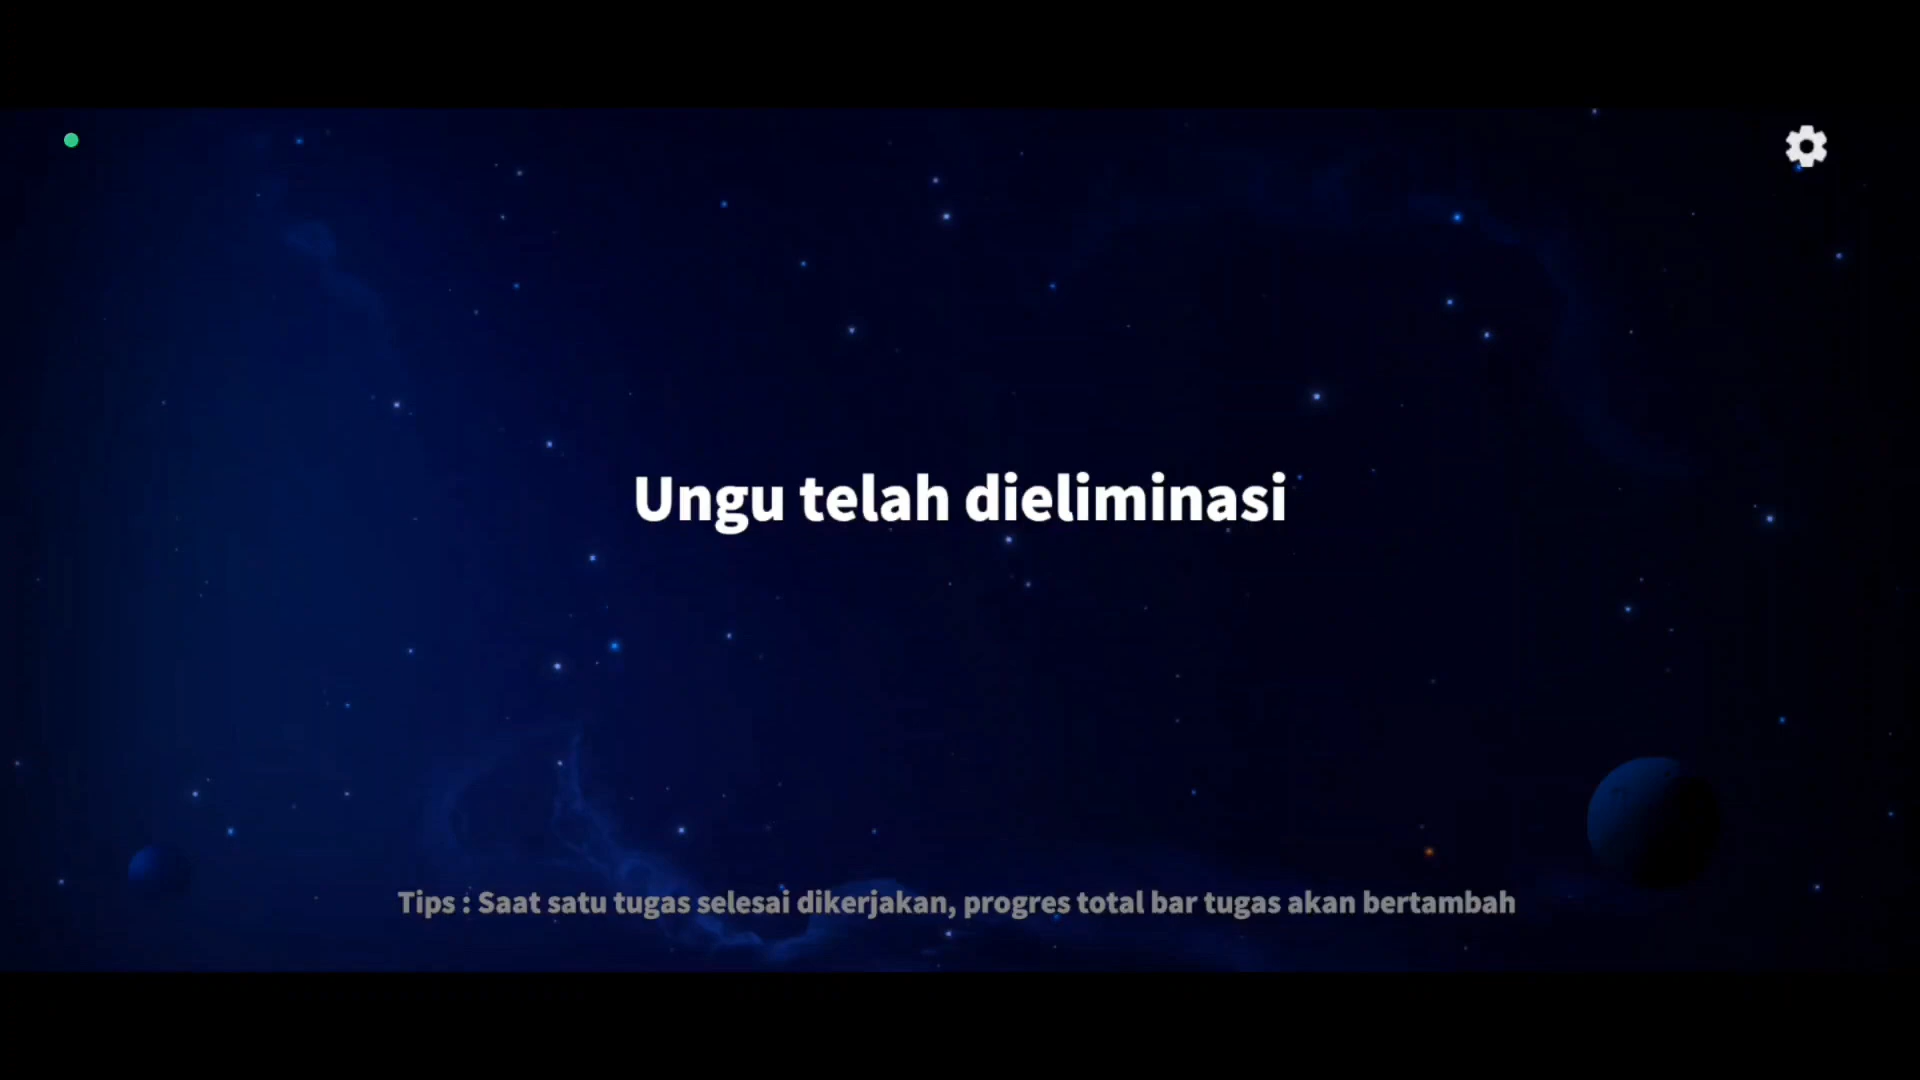 Ungu telah dieliminasi
Tips : Saat satu tugas selesai dikerjakan, progres total bar tugas akan bertambah